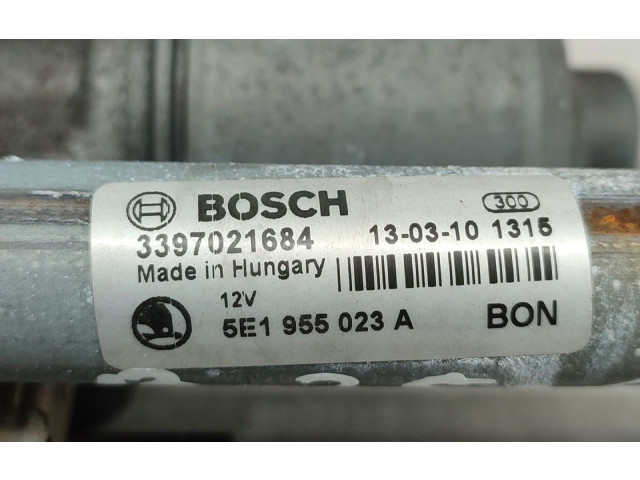 BOSCH 300
3397021684 13-03-10 1315
Made in Hungary
12V
5E1 955 023 A BON